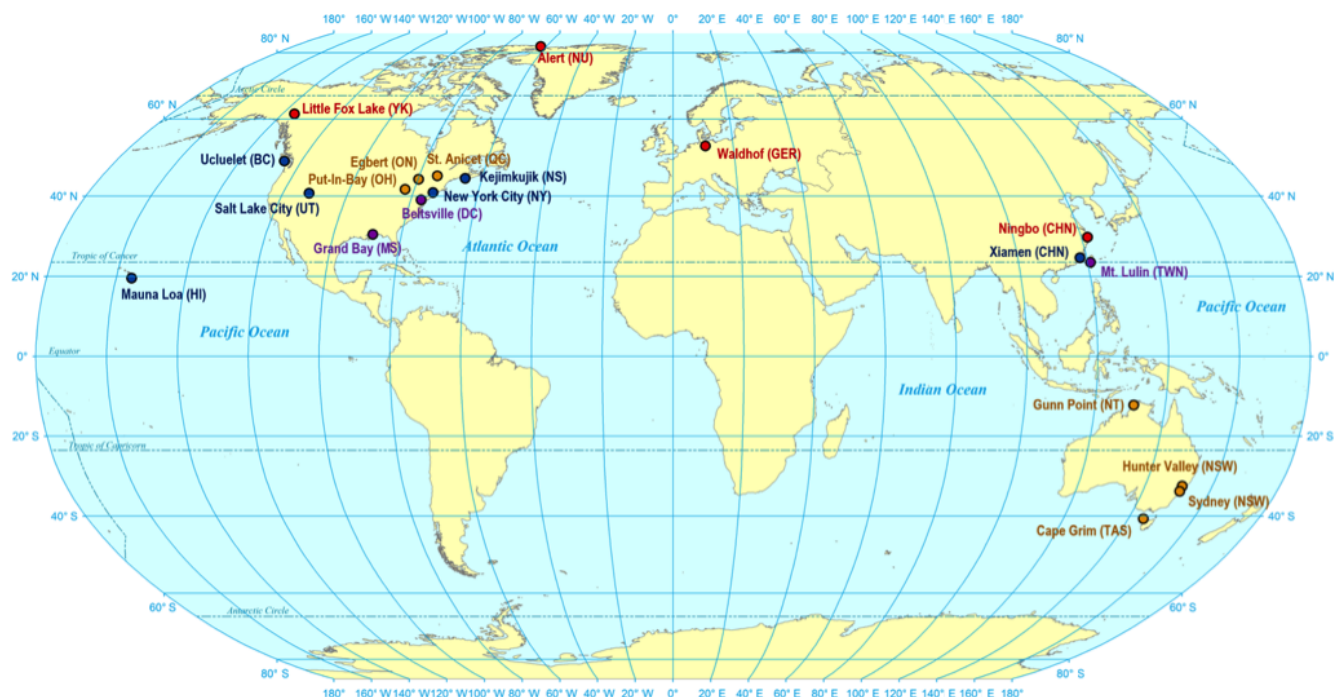 180° 160° W 140° W 120° W 100° W 80° W 60° W 40° W 20° W 0° 20° E 40° E 60° E 80° E 100° E 120° E 140° E 160° E 180°
80° N
80° N
Alert (NU)
Arctic Circle
60° N
60° N
Little Fox Lake (YK)
Ucluelet (BC)
Egbert (ON)
St. Anicet (QC)
Waldhof (GER)
Put-In-Bay (OH)
Kejimkujik (NS)
40° N
40° N
New York City (NY)
Salt Lake City (UT)
Beltsville (DC)
Ningbo (CHN)
Grand Bay (MS)
Atlantic Ocean
Xiamen (CHN)
Tropic of Cancer
Mt. Lulin (TWN)
20° N
20° N
Mauna Loa (HI)
Pacific Ocean
Pacific Ocean
Equator
0°
0°
Indian Ocean
Gunn Point (NT)
20° S
20° S
Tropic of Capricorn
Hunter Valley (NSW)
Sydney (NSW)
40° S
40° S
Cape Grim (TAS)
60° S
60° S
Antarctic Circle
80° S
80° S
180° 160° W 140° W 120° W 100° W 80° W 60° W 40° W 20° W 0° 20° E 40° E 60° E 80° E 100° E 120° E 140° E 160° E 180°